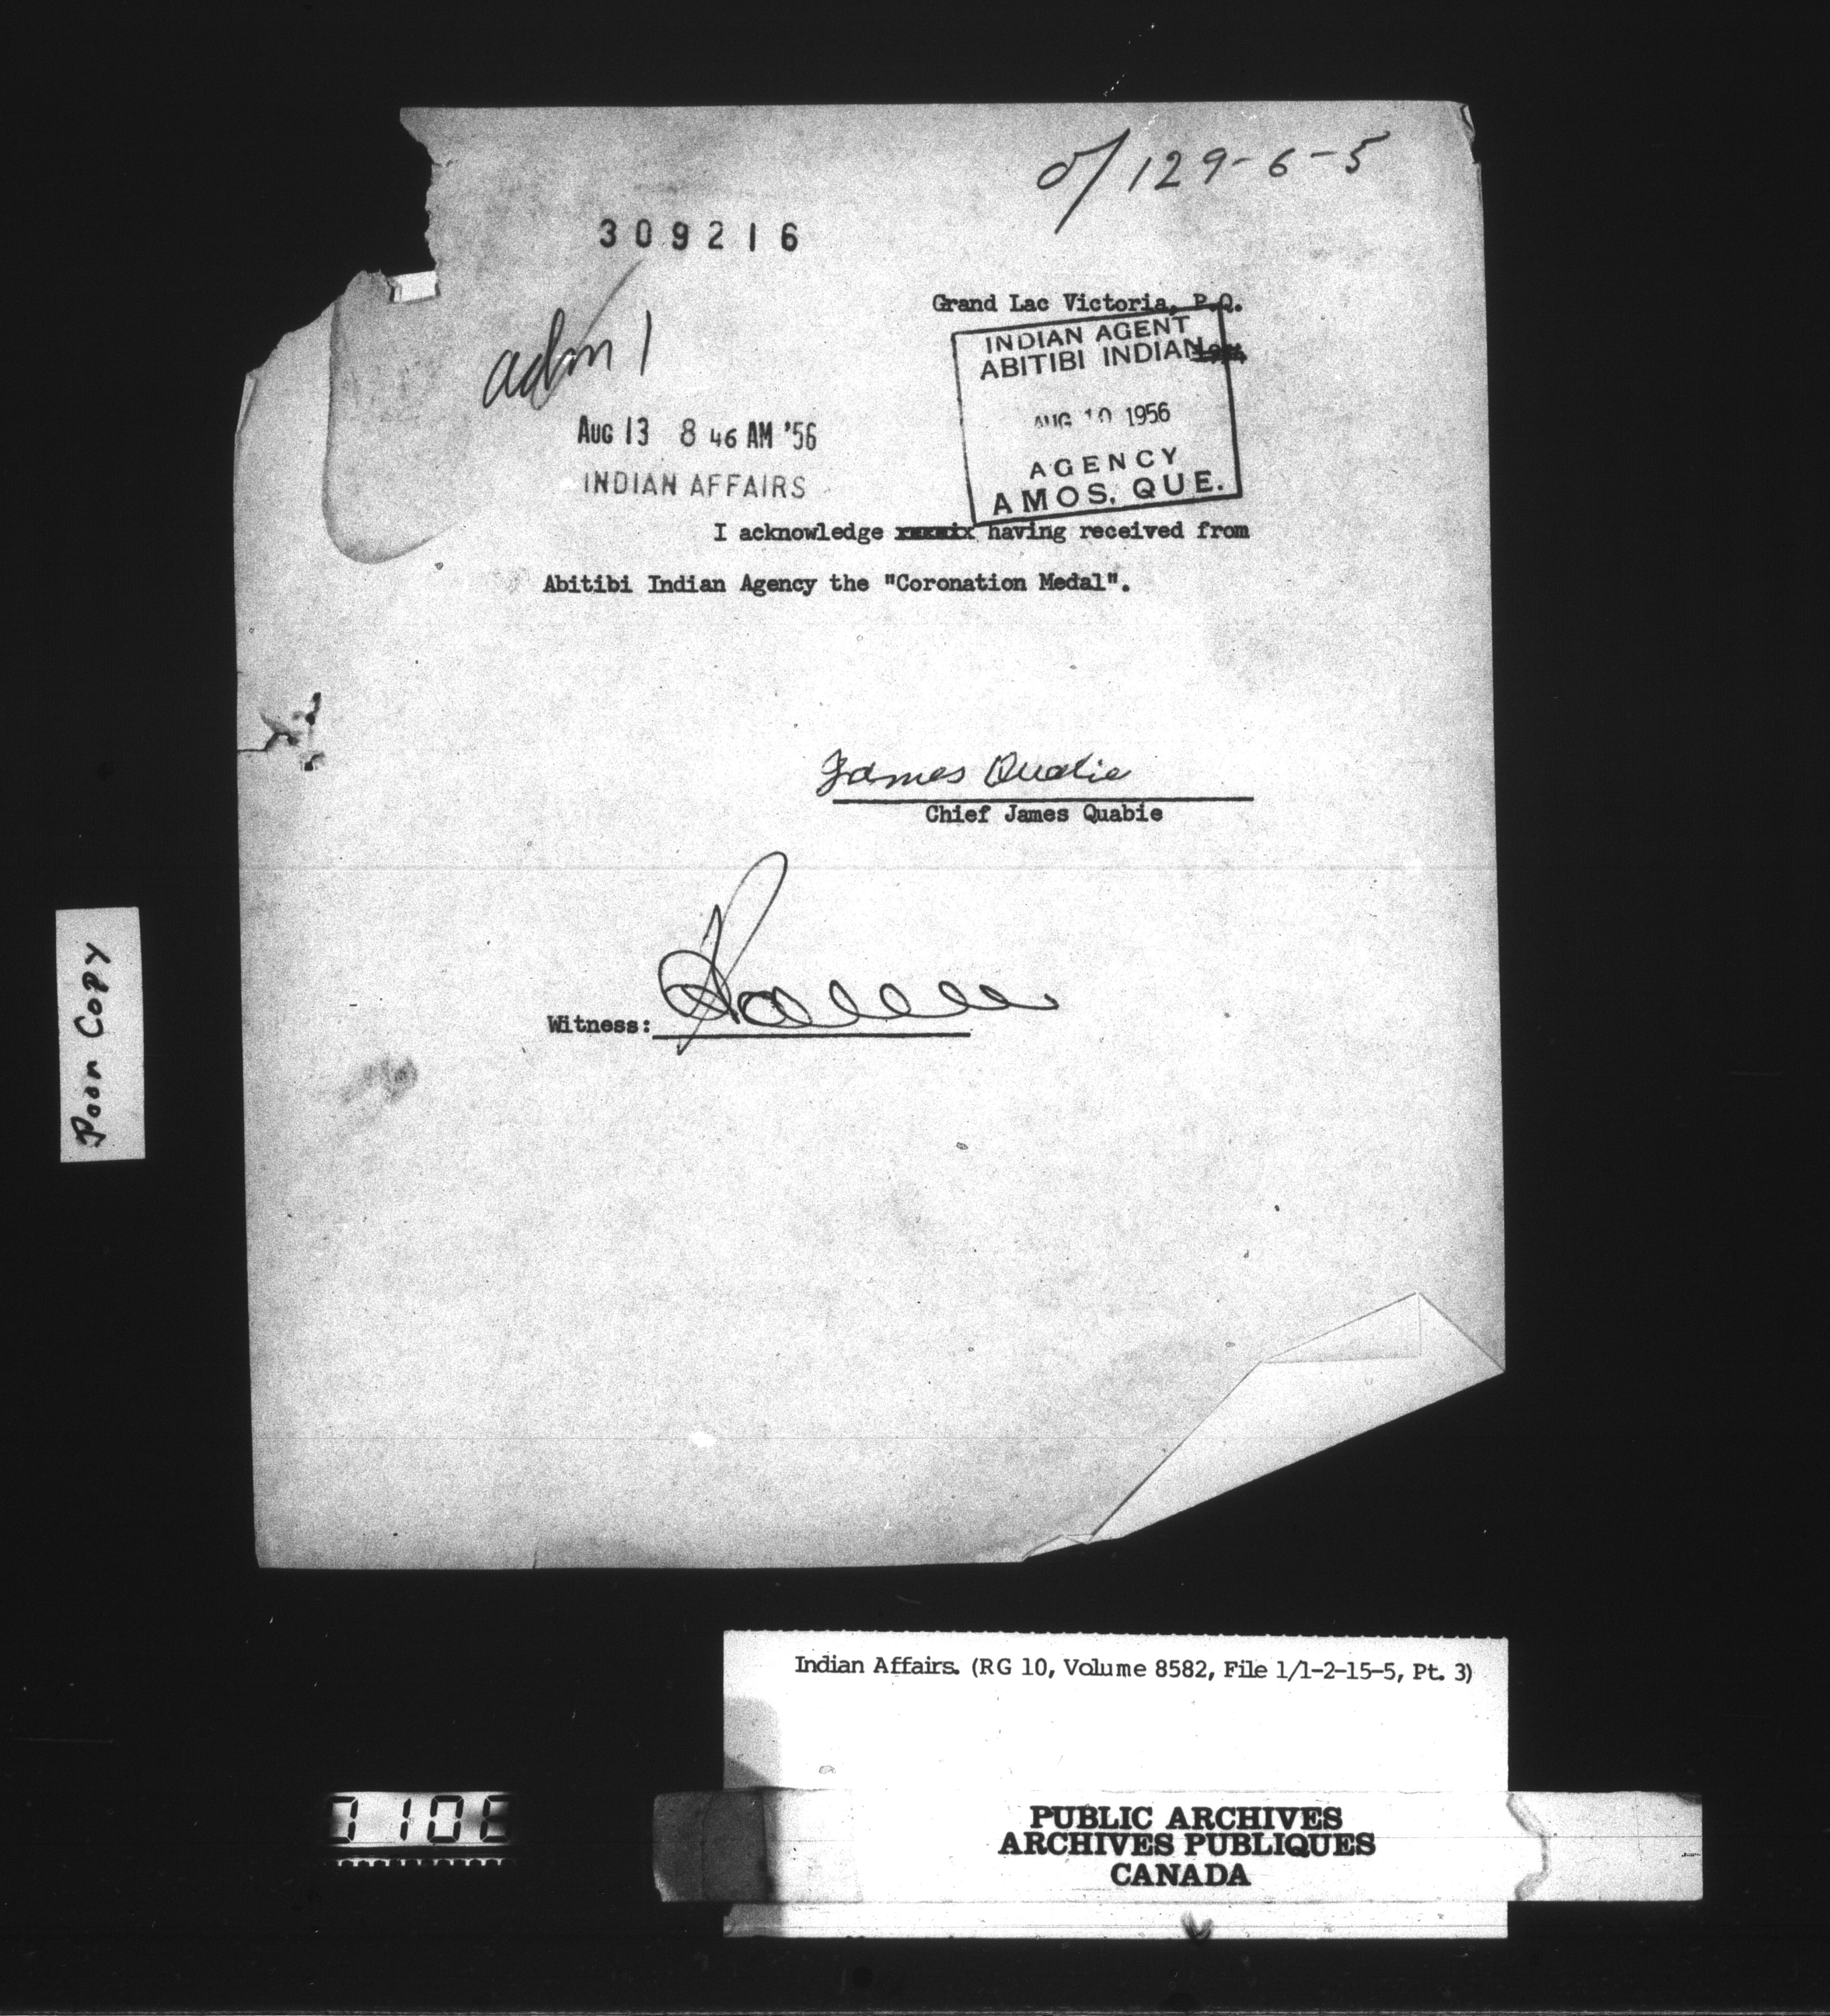 0/129-6-5
309216
Grand Lac Victoria, P.Q.
adm 1
INDIAN AGENT
ABITIBI INDIAN
AUG 10 1956
AGENCY
AMOS, QUE.
Aug 13 8 46 AM '56
INDIAN AFFAIRS
I acknowledge having received from
Abitibi Indian Agency the "Coronation Medal".
James Quabie
Chief James Quabie
Witness:
Poor Copy
Indian Affairs. (RG 10, Volume 8582, File 1/1-2-15-5, Pt. 3)
PUBLIC ARCHIVES
ARCHIVES PUBLIQUES
CANADA